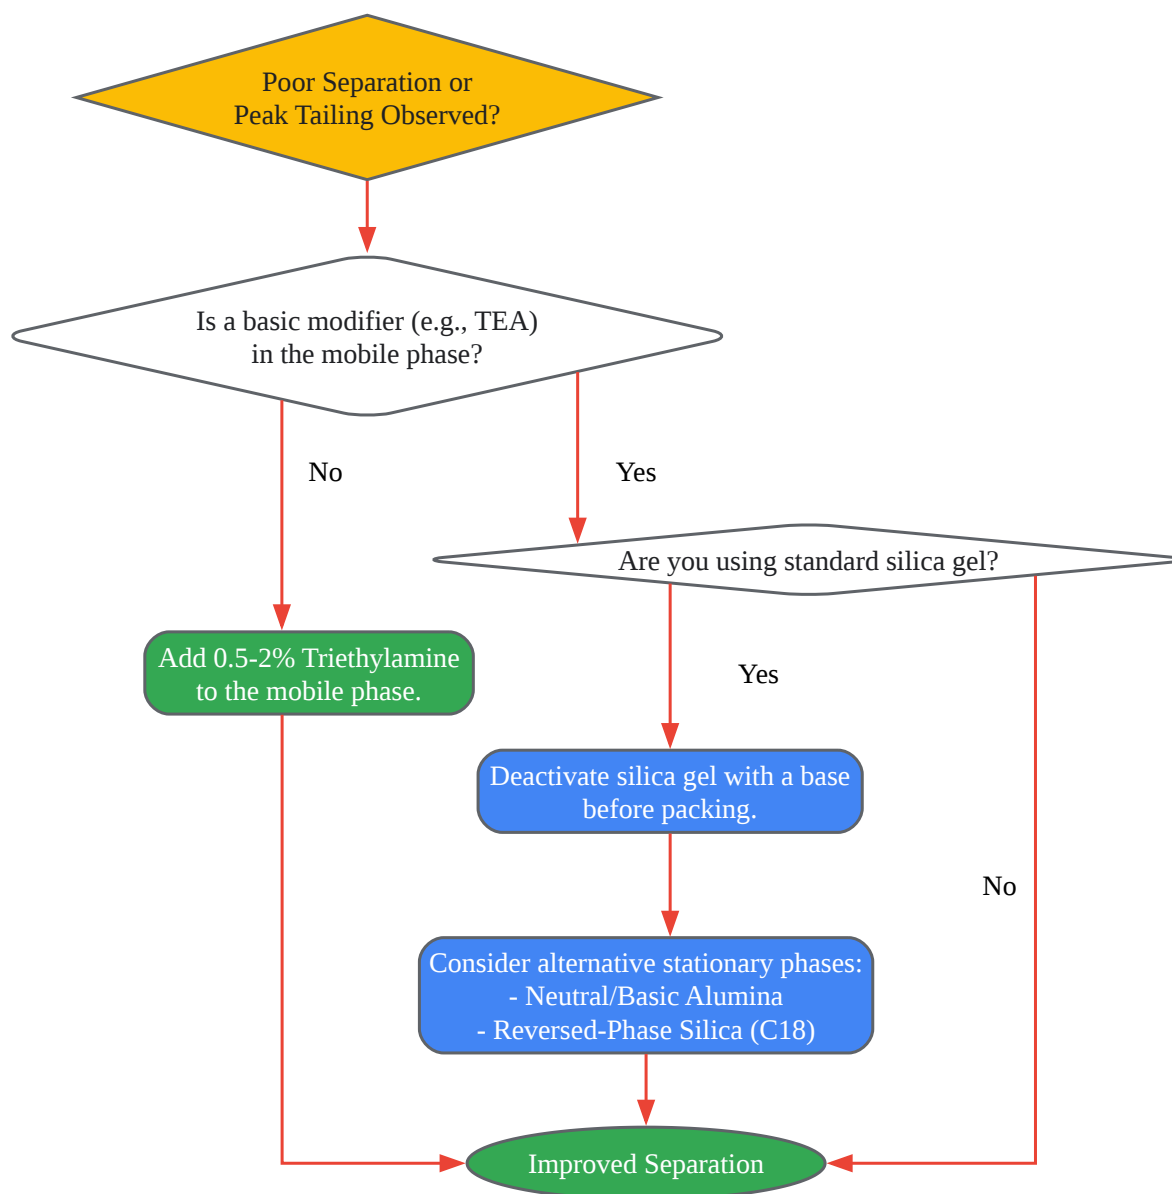 Poor Separation or
Peak Tailing Observed?
Is a basic modifier (e.g., TEA)
in the mobile phase?
No
Yes
Are you using standard silica gel?
Add 0.5-2% Triethylamine
to the mobile phase.
Yes
Deactivate silica gel with a base
before packing.
No
Consider alternative stationary phases:
- Neutral/Basic Alumina
- Reversed-Phase Silica (C18)
Improved Separation